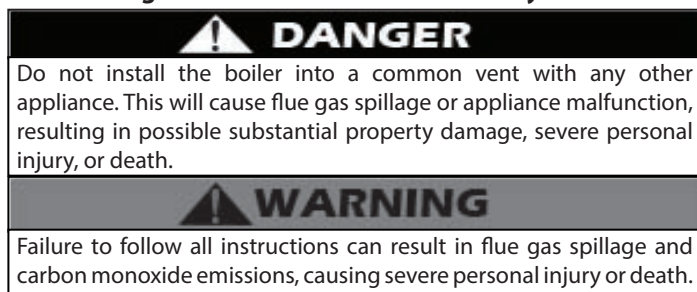 DANGER
Do not install the boiler into a common vent with any other
appliance. This will cause flue gas spillage or appliance malfunction,
resulting in possible substantial property damage, severe personal
injury, or death.
WARNING
Failure to follow all instructions can result in flue gas spillage and
carbon monoxide emissions, causing severe personal injury or death.